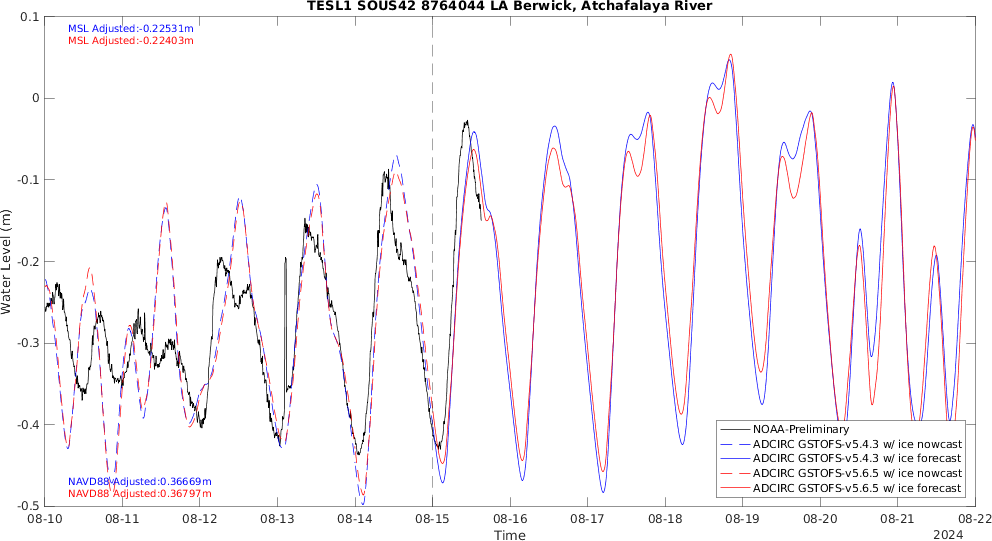 TESL1 SOUS42 8764044 LA Berwick, Atchafalaya River
MSL Adjusted:-0.22531m
MSL Adjusted:-0.22403m
0.1
0
-0.1
-0.2
-0.3
-0.4
-0.5
Water Level (m)
NAVD88 Adjusted:0.36669m
NAVD88 Adjusted:0.36797m
NOAA-Preliminary
ADCIRC GSTOFS-v5.4.3 w/ ice nowcast
ADCIRC GSTOFS-v5.4.3 w/ ice forecast
ADCIRC GSTOFS-v5.6.5 w/ ice nowcast
ADCIRC GSTOFS-v5.6.5 w/ ice forecast
08-10 08-11 08-12 08-13 08-14 08-15 08-16 08-17 08-18 08-19 08-20 08-21 08-22
Time
2024